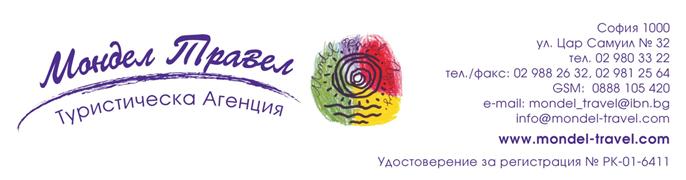 Мондел Травел
Туристическа Агенция
София 1000
ул. Цар Самуил № 32
тел. 02 980 33 22
тел./факс: 02 988 26 32, 02 981 25 64
GSM: 0888 105 420
e-mail: mondel_travel@ibn.bg
info@mondel-travel.com
www.mondel-travel.com
Удостоверение за регистрация № РК-01-6411